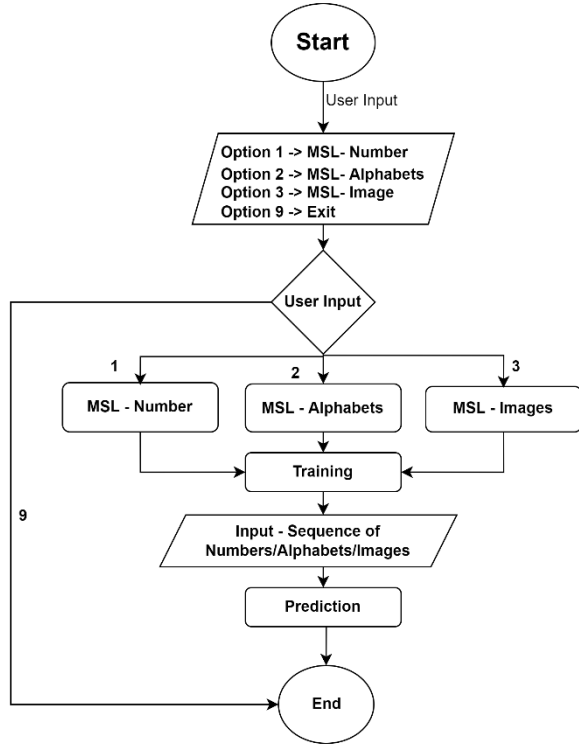 Start
User Input
Option 1 -> MSL- Number
Option 2 -> MSL- Alphabets
Option 3 -> MSL- Image
Option 9 -> Exit
User Input
1
2
3
MSL - Number
MSL - Alphabets
MSL - Images
Training
9
Input - Sequence of
Numbers/Alphabets/Images
Prediction
End